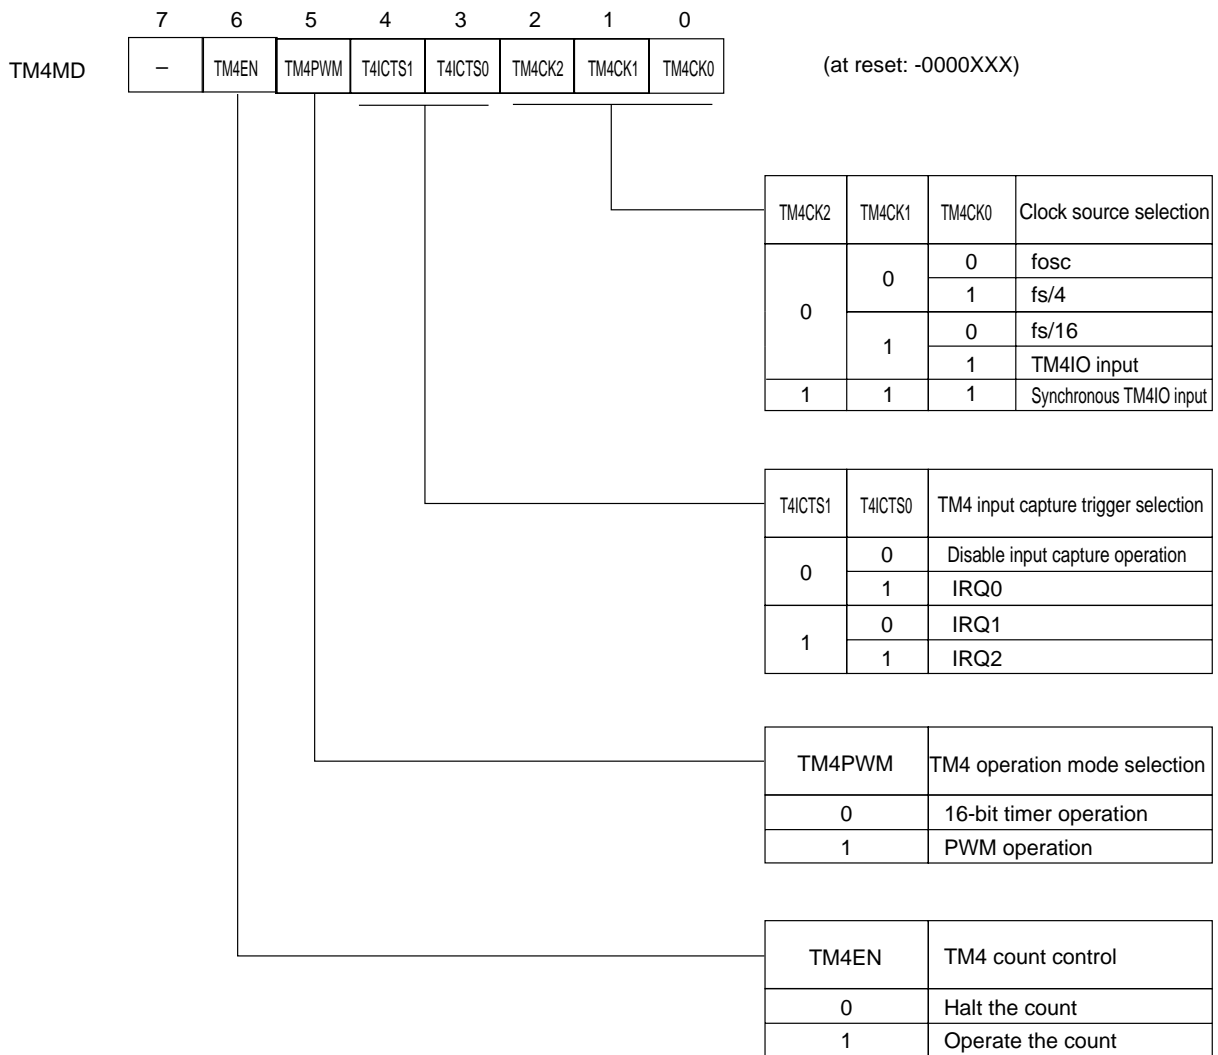 7 6 5 4 3 2 1 0
TM4MD – TM4EN TM4PWM T4ICTS1 T4ICTS0 TM4CK2 TM4CK1 TM4CK0 (at reset: -0000XXX)
TM4CK2 TM4CK1 TM4CK0 Clock source selection
0 0 0 fosc
1 fs/4
1 0 fs/16
1 TM4IO input
1 1 1 Synchronous TM4IO input
T4ICTS1 T4ICTS0 TM4 input capture trigger selection
0 0 Disable input capture operation
1 IRQ0
1 0 IRQ1
1 IRQ2
TM4PWM TM4 operation mode selection
0 16-bit timer operation
1 PWM operation
TM4EN TM4 count control
0 Halt the count
1 Operate the count